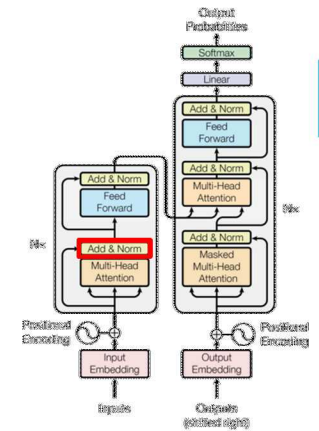 Output
Probabilities
Softmax
Linear
Add & Norm
Feed
Forward
Add & Norm
Multi-Head
Attention
Add & Norm
Masked
Multi-Head
Attention
Nx
Output
Embedding
Positional
Encoding
Outputs
(shifted right)
Add & Norm
Feed
Forward
Add & Norm
Multi-Head
Attention
Nx
Positional
Encoding
Input
Embedding
Inputs